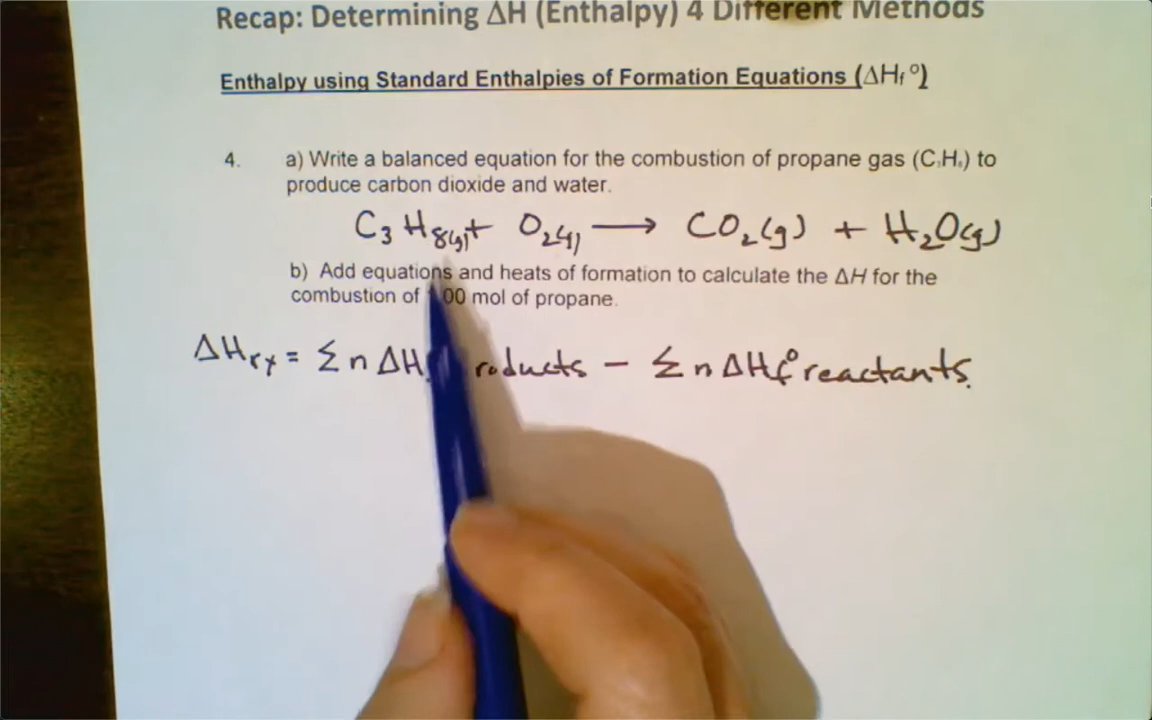 Recap: Determining ΔH (Enthalpy) 4 Different Methods
Enthalpy using Standard Enthalpies of Formation Equations (ΔHf°)
4. a) Write a balanced equation for the combustion of propane gas (C₃H₈) to
produce carbon dioxide and water.
C₃H₈(g) + O₂(g) → CO₂(g) + H₂O(g)
b) Add equations and heats of formation to calculate the ΔH for the
combustion of 00 mol of propane.
ΔHrx = Σn ΔH roducts − Σn ΔHf° reactants.